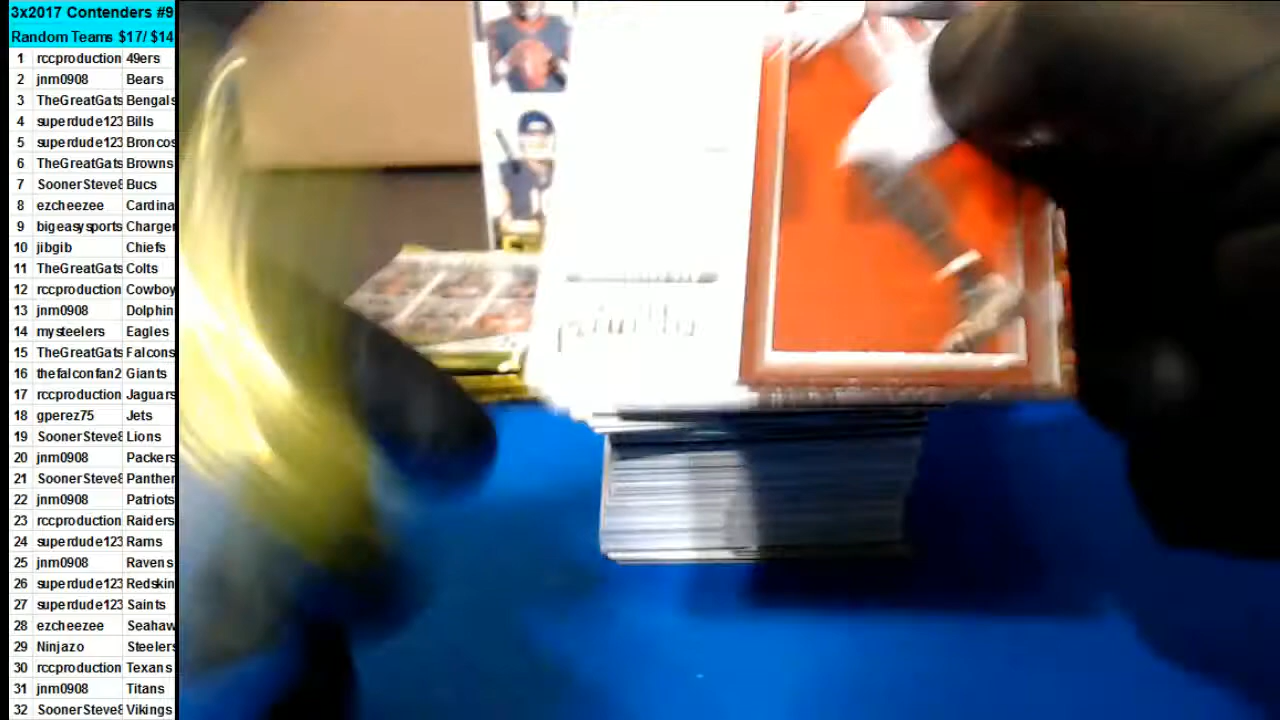 3x2017 Contenders #9
Random Teams $17/ $14
1 rccproduction 49ers
2 jnm0908 Bears
3 TheGreatGats Bengals
4 superdude123 Bills
5 superdude123 Broncos
6 TheGreatGats Browns
7 SoonerSteve8 Bucs
8 ezcheezee Cardina
9 bigeasysports Charger
10 jibgib Chiefs
11 TheGreatGats Colts
12 rccproduction Cowboy
13 jnm0908 Dolphin
14 mysteelers Eagles
15 TheGreatGats Falcons
16 thefalconfan2 Giants
17 rccproduction Jaguars
18 gperez75 Jets
19 SoonerSteve8 Lions
20 jnm0908 Packers
21 SoonerSteve8 Panther
22 jnm0908 Patriots
23 rccproduction Raiders
24 superdude123 Rams
25 jnm0908 Ravens
26 superdude123 Redskin
27 superdude123 Saints
28 ezcheezee Seahaw
29 Ninjazo Steelers
30 rccproduction Texans
31 jnm0908 Titans
32 SoonerSteve8 Vikings